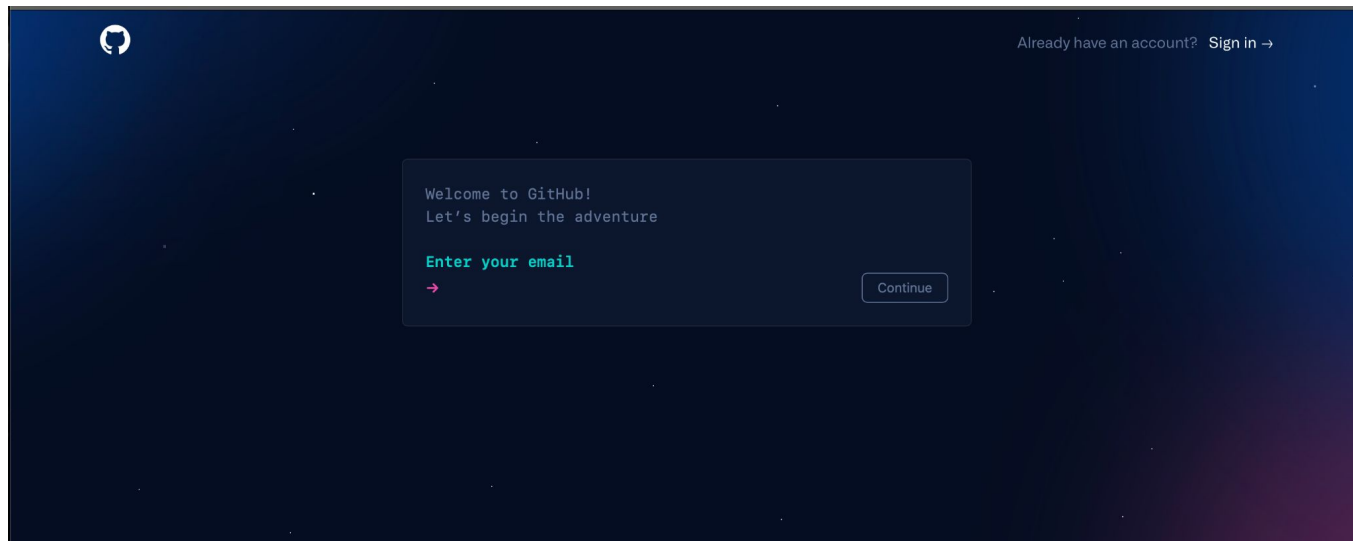 Already have an account? Sign in →
Welcome to GitHub!
Let’s begin the adventure
Enter your email
→
Continue